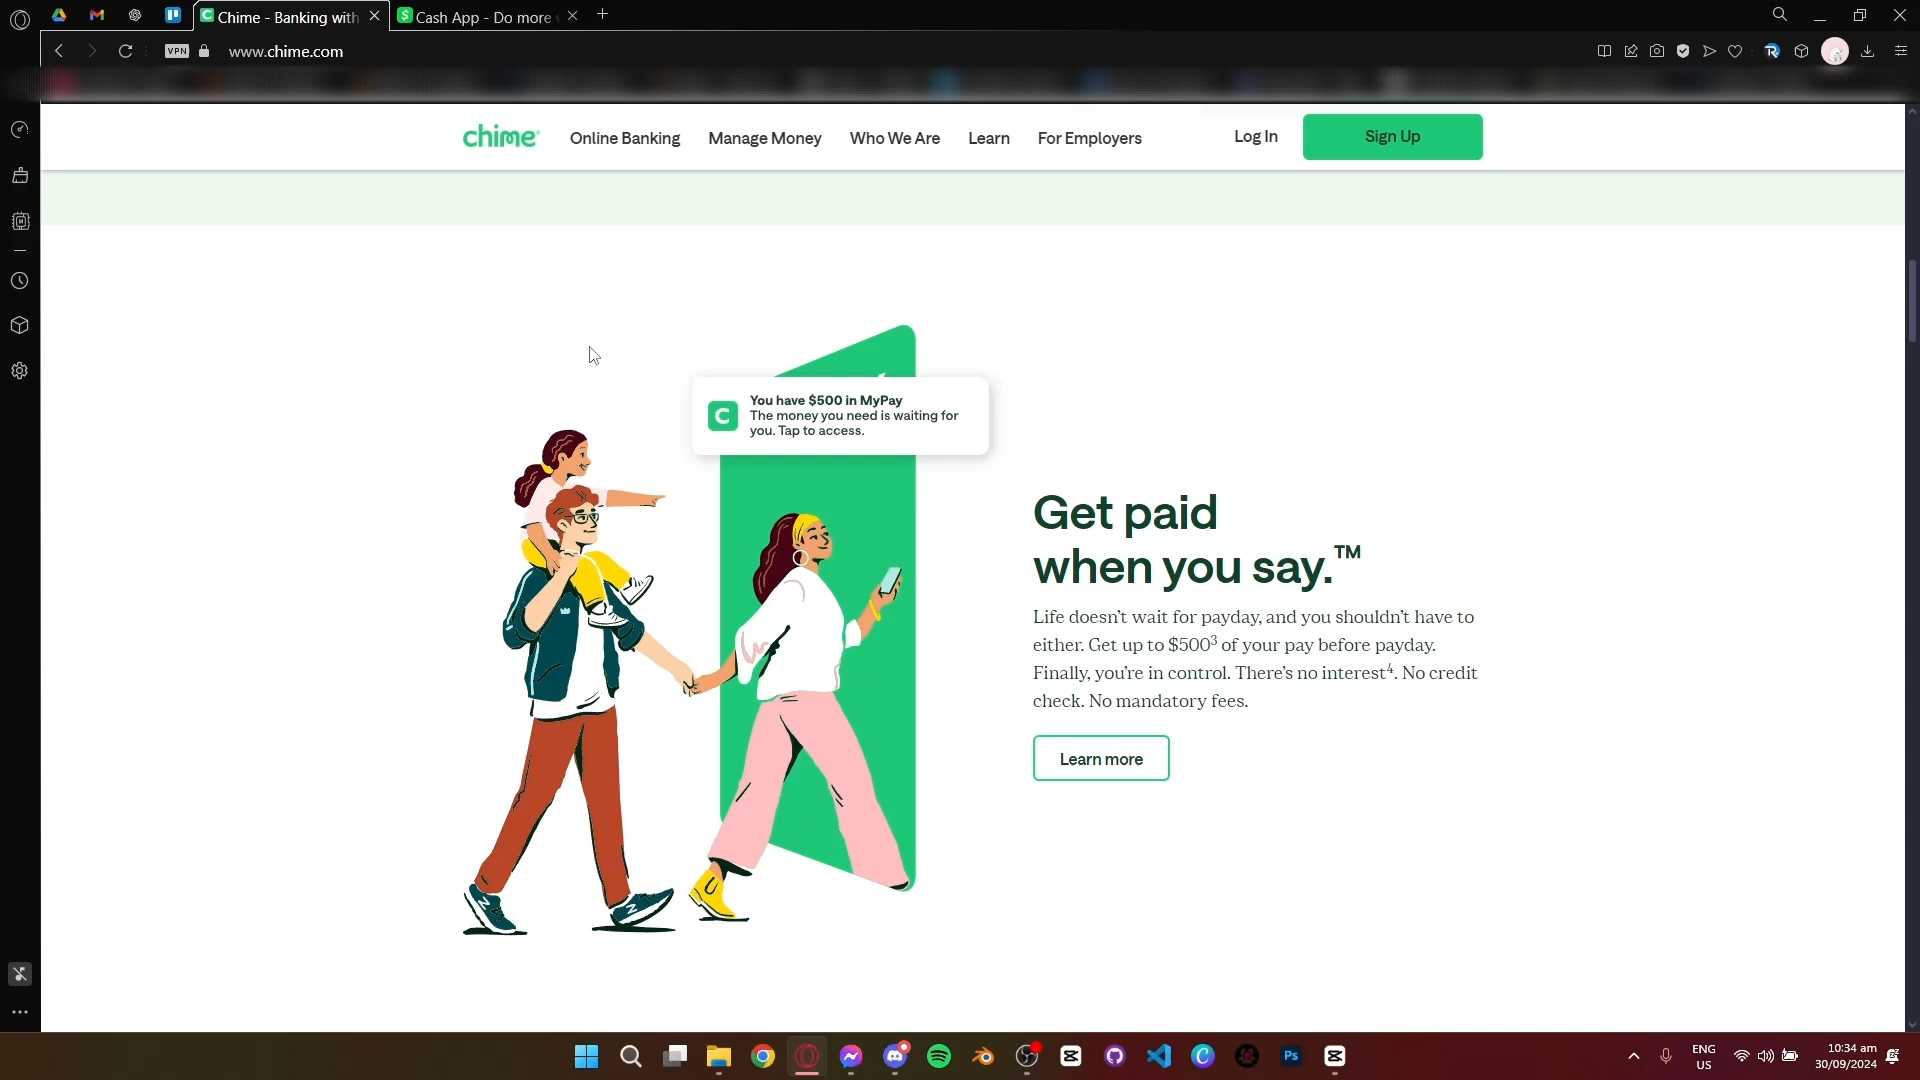 Chime - Banking with
Cash App - Do more
VPN
www.chime.com
chime
Online Banking
Manage Money
Who We Are
Learn
For Employers
Log In
Sign Up
C
You have $500 in MyPay
The money you need is waiting for
you. Tap to access.
Get paid
when you say.™
Life doesn’t wait for payday, and you shouldn’t have to
either. Get up to $500³ of your pay before payday.
Finally, you’re in control. There’s no interest⁴. No credit
check. No mandatory fees.
Learn more
Ps
ENG
US
10:34 am
30/09/2024